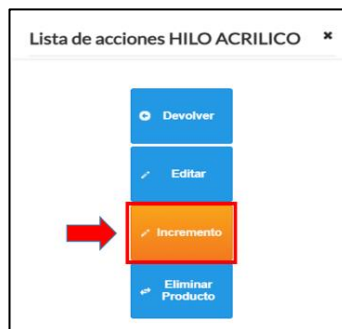 Lista de acciones HILO ACRILICO ×
Devolver
Editar
Incremento
Eliminar
Producto